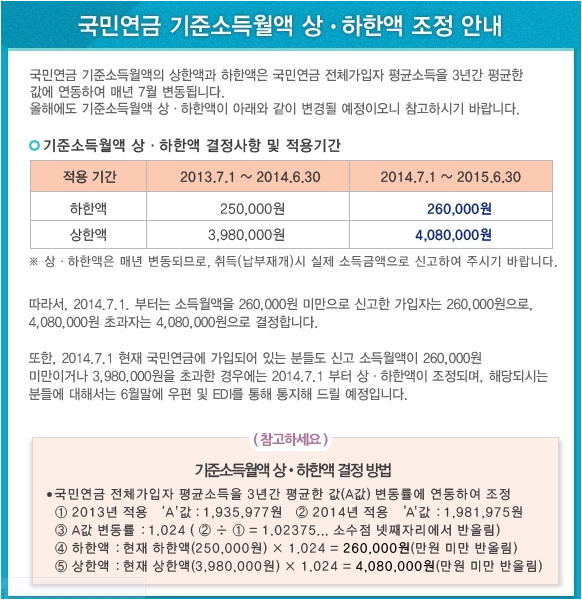 국민연금 기준소득월액 상·하한액 조정 안내
국민연금 기준소득월액의 상한액과 하한액은 국민연금 전체가입자 평균소득을 3년간 평균한
값에 연동하여 매년 7월 변동됩니다.
올해에도 기준소득월액 상·하한액이 아래와 같이 변경될 예정이오니 참고하시기 바랍니다.
기준소득월액 상·하한액 결정사항 및 적용기간
적용 기간 2013.7.1 ~ 2014.6.30 2014.7.1 ~ 2015.6.30
하한액 250,000원 260,000원
상한액 3,980,000원 4,080,000원
※ 상·하한액은 매년 변동되므로, 취득(납부재개)시 실제 소득금액으로 신고하여 주시기 바랍니다.
따라서, 2014.7.1. 부터는 소득월액을 260,000원 미만으로 신고한 가입자는 260,000원으로,
4,080,000원 초과자는 4,080,000원으로 결정합니다.
또한, 2014.7.1 현재 국민연금에 가입되어 있는 분들도 신고 소득월액이 260,000원
미만이거나 3,980,000원을 초과한 경우에는 2014.7.1 부터 상·하한액이 조정되며, 해당되시는
분들에 대해서는 6월말에 우편 및 EDI를 통해 통지해 드릴 예정입니다.
( 참고하세요 )
기준소득월액 상·하한액 결정 방법
●국민연금 전체가입자 평균소득을 3년간 평균한 값(A값) 변동률에 연동하여 조정
① 2013년 적용 ‘A’값 : 1,935,977원 ② 2014년 적용 'A'값 : 1,981,975원
③ A값 변동률 : 1.024 ( ② ÷ ① = 1.02375... 소수점 넷째자리에서 반올림)
④ 하한액 : 현재 하한액(250,000원) × 1.024 = 260,000원(만원 미만 반올림)
⑤ 상한액 : 현재 상한액(3,980,000원) × 1.024 = 4,080,000원(만원 미만 반올림)